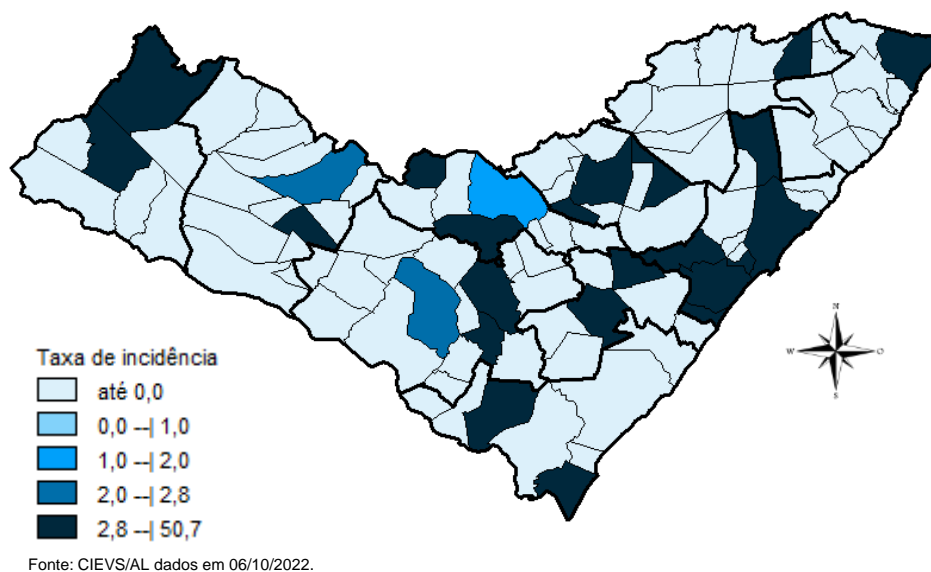 N
W
O
S
Taxa de incidência
até 0,0
0,0 --| 1,0
1,0 --| 2,0
2,0 --| 2,8
2,8 --| 50,7
Fonte: CIEVS/AL dados em 06/10/2022.